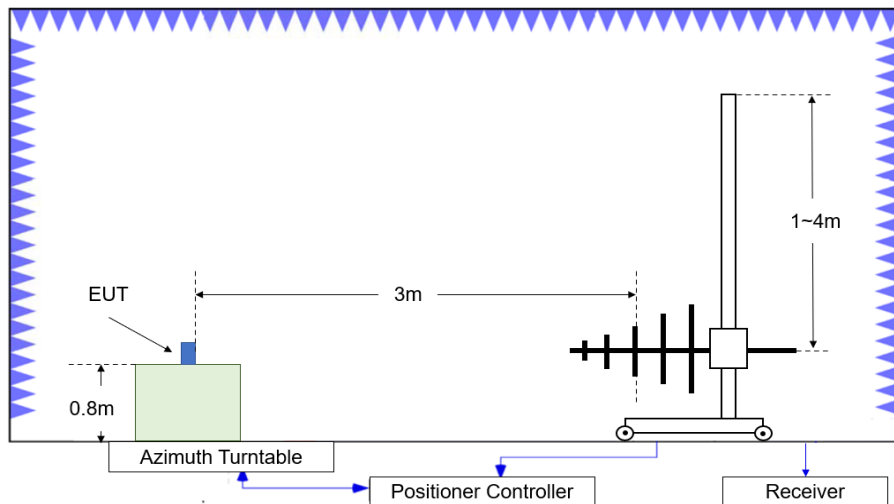 EUT
3m
1~4m
0.8m
Azimuth Turntable
Positioner Controller
Receiver